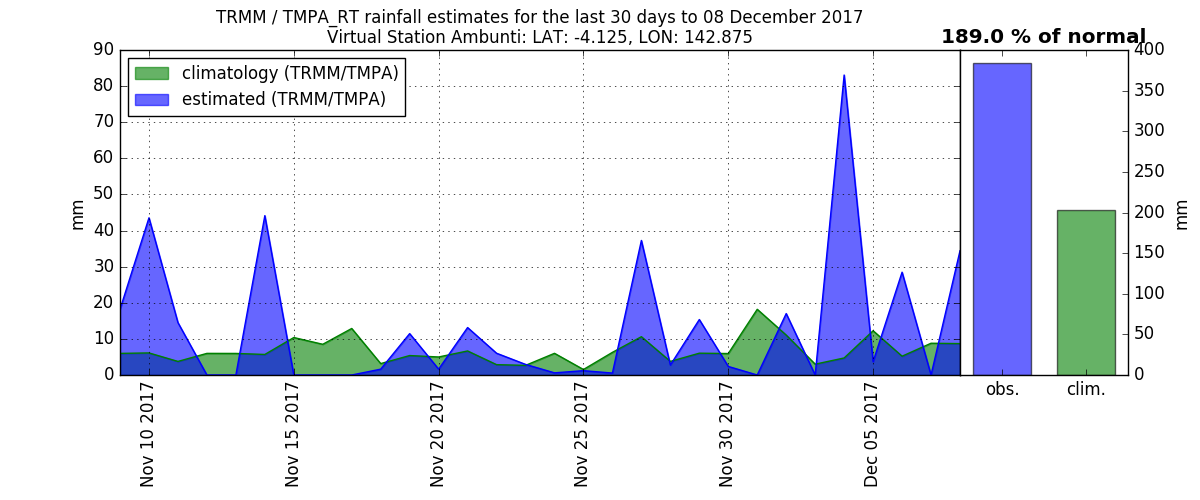 TRMM / TMPA_RT rainfall estimates for the last 30 days to 08 December 2017
Virtual Station Ambunti: LAT: -4.125, LON: 142.875
189.0 % of normal
climatology (TRMM/TMPA)
estimated (TRMM/TMPA)
90
80
70
60
50
40
30
20
10
0
mm
Nov 10 2017
Nov 15 2017
Nov 20 2017
Nov 25 2017
Nov 30 2017
Dec 05 2017
obs.
clim.
400
350
300
250
200
150
100
50
0
mm